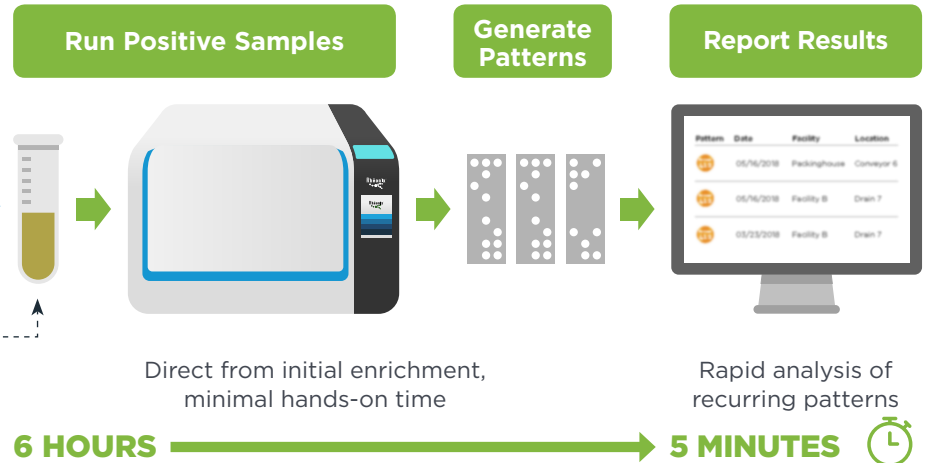 Run Positive Samples
Generate
Patterns
Report Results
Pattern Date Facility Location
05/16/2018 Packinghouse Conveyor 6
05/16/2018 Facility B Drain 7
03/23/2018 Facility B Drain 7
Direct from initial enrichment,
minimal hands-on time
Rapid analysis of
recurring patterns
6 HOURS
5 MINUTES